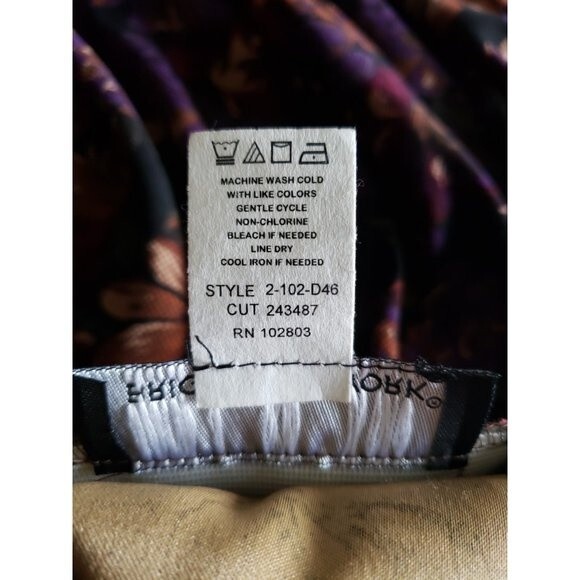 MACHINE WASH COLD
WITH LIKE COLORS
GENTLE CYCLE
NON-CHLORINE
BLEACH IF NEEDED
LINE DRY
COOL IRON IF NEEDED
STYLE 2-102-D46
CUT 243487
RN 102803